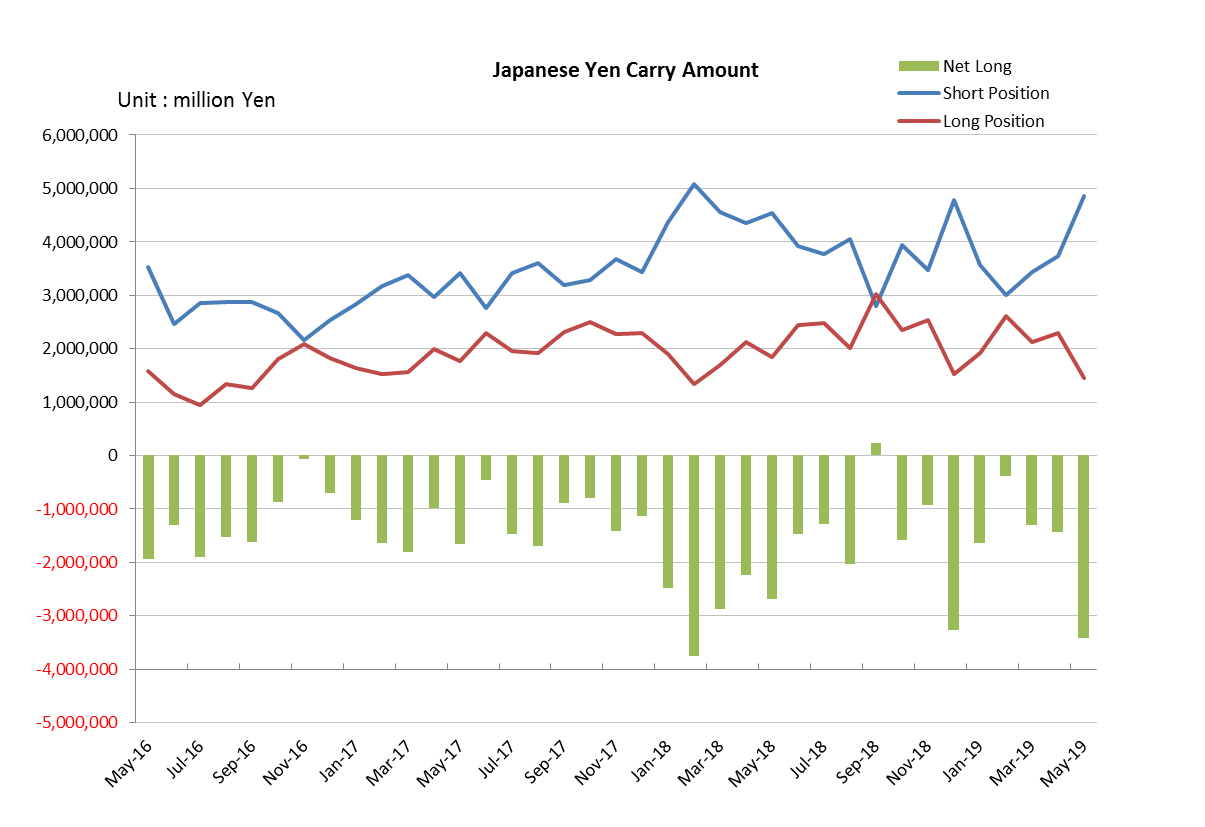 Japanese Yen Carry Amount
Unit : million Yen
Net Long
Short Position
Long Position
6,000,000
5,000,000
4,000,000
3,000,000
2,000,000
1,000,000
0
-1,000,000
-2,000,000
-3,000,000
-4,000,000
-5,000,000
May-16
Jul-16
Sep-16
Nov-16
Jan-17
Mar-17
May-17
Jul-17
Sep-17
Nov-17
Jan-18
Mar-18
May-18
Jul-18
Sep-18
Nov-18
Jan-19
Mar-19
May-19